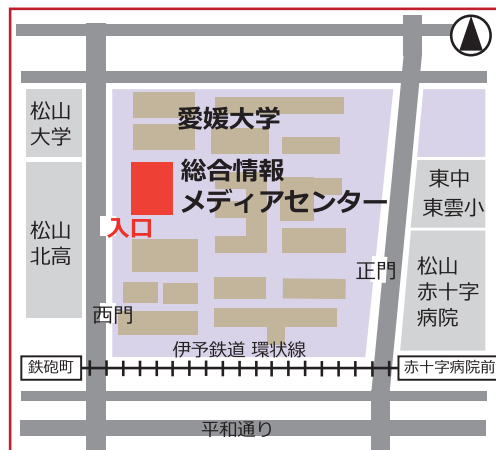 愛媛大学
総合情報
メディアセンター
入口
松山
大学
松山
北高
東中
東雲小
松山
赤十字
病院
正門
西門
伊予鉄道 環状線
鉄砲町
赤十字病院前
平和通り